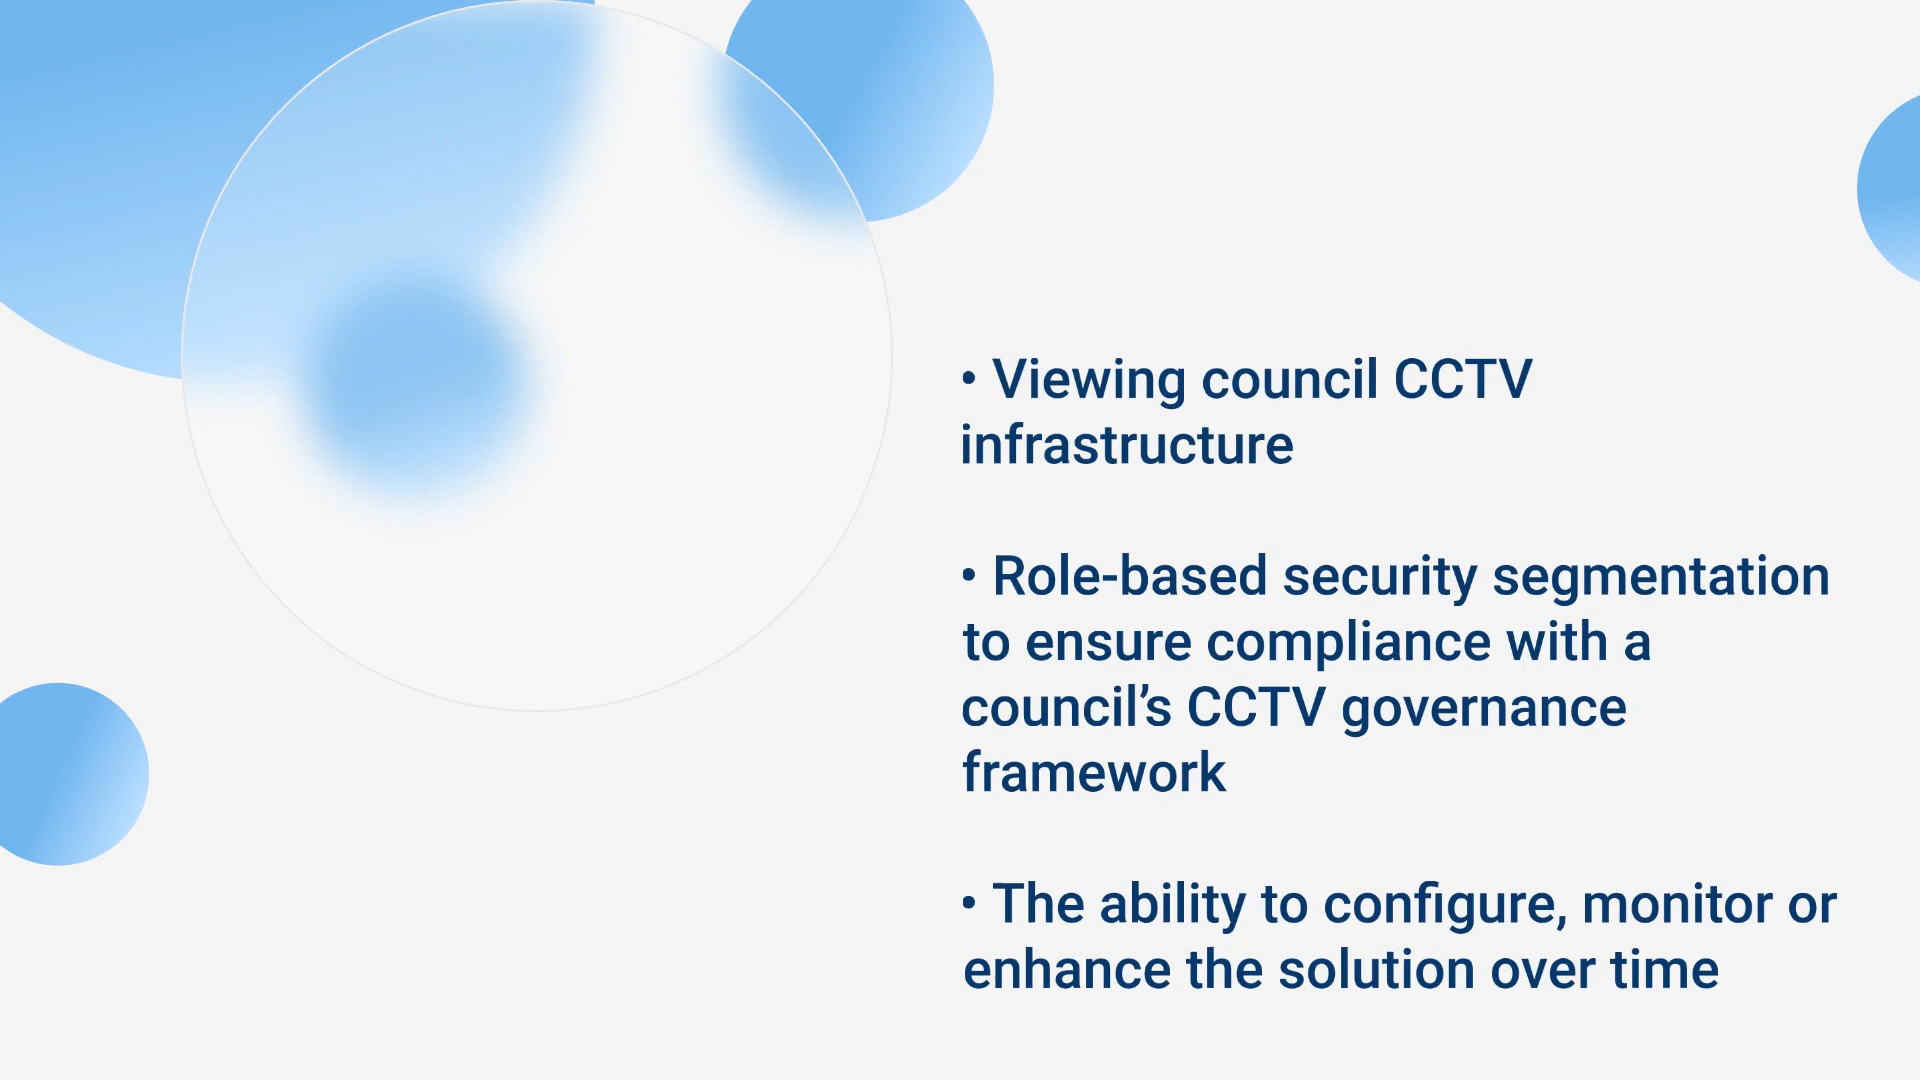 • Viewing council CCTV
infrastructure
• Role-based security segmentation
to ensure compliance with a
council’s CCTV governance
framework
• The ability to configure, monitor or
enhance the solution over time